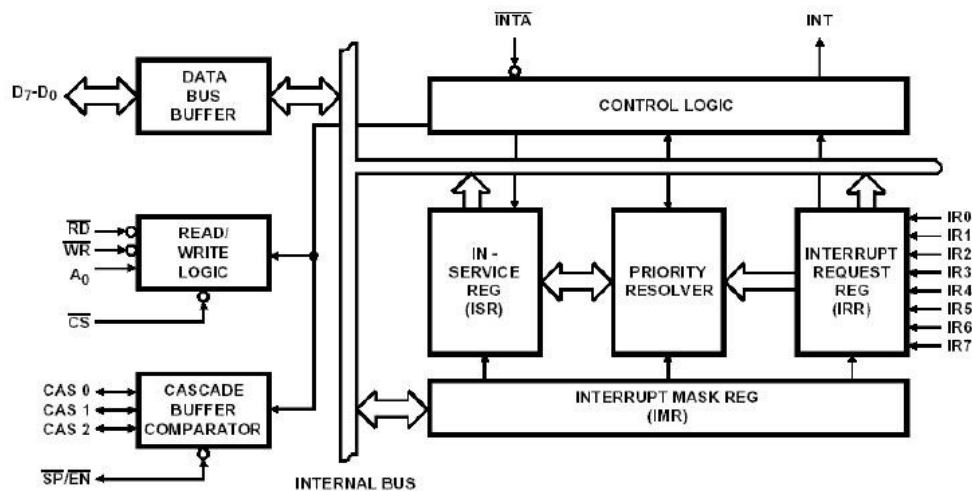 INTA
INT
D7-D0
DATA
BUS
BUFFER
CONTROL LOGIC
RD
WR
A0
CS
READ/
WRITE
LOGIC
IN -
SERVICE
REG
(ISR)
PRIORITY
RESOLVER
INTERRUPT
REQUEST
REG
(IRR)
IR0
IR1
IR2
IR3
IR4
IR5
IR6
IR7
CAS 0
CAS 1
CAS 2
CASCADE
BUFFER
COMPARATOR
INTERRUPT MASK REG
(IMR)
SP/EN
INTERNAL BUS